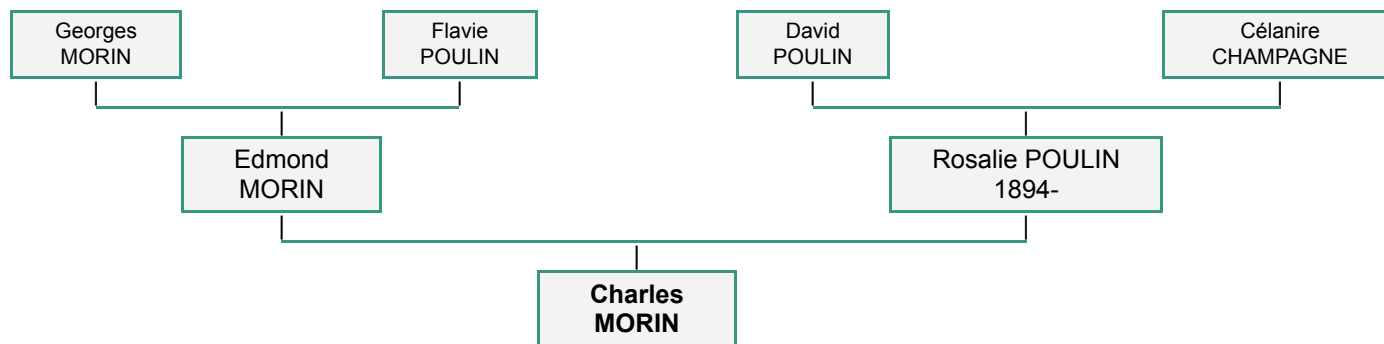 Georges
MORIN
Flavie
POULIN
David
POULIN
Célanire
CHAMPAGNE
Edmond
MORIN
Rosalie POULIN
1894-
Charles
MORIN